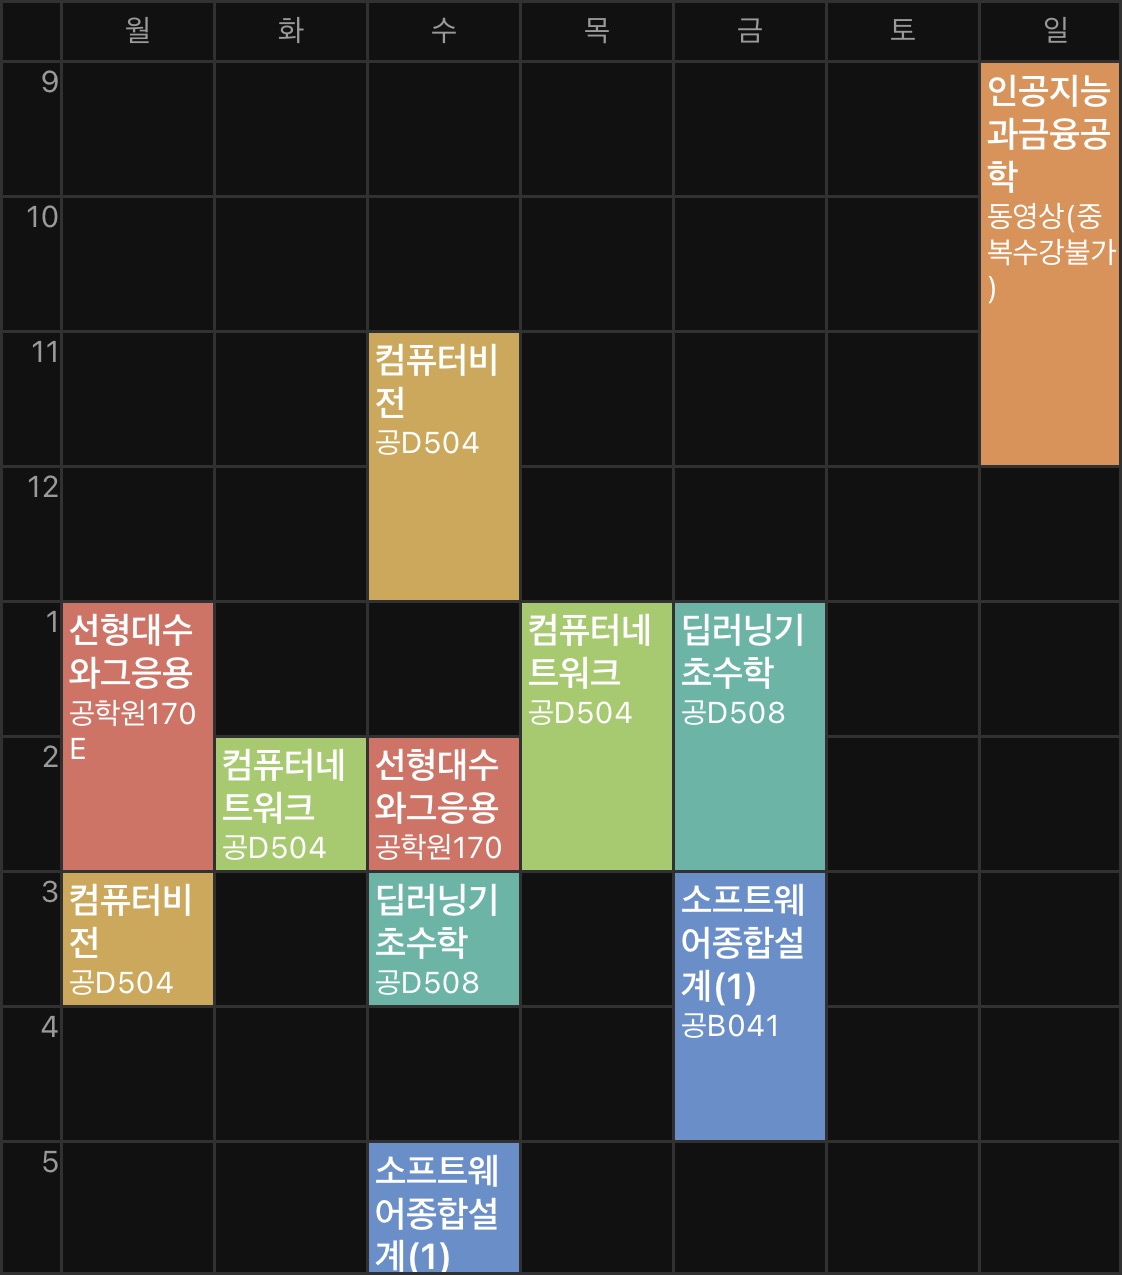 월 화 수 목 금 토 일
9
인공지능
과금융공
학
동영상(중
복수강불가
)
10
11
컴퓨터비
전
공D504
12
1
선형대수
와그응용
공학원170
E
컴퓨터네
트워크
공D504
딥러닝기
초수학
공D508
2
컴퓨터네
트워크
공D504
선형대수
와그응용
공학원170
3
컴퓨터비
전
공D504
딥러닝기
초수학
공D508
소프트웨
어종합설
계(1)
공B041
4
5
소프트웨
어종합설
계(1)